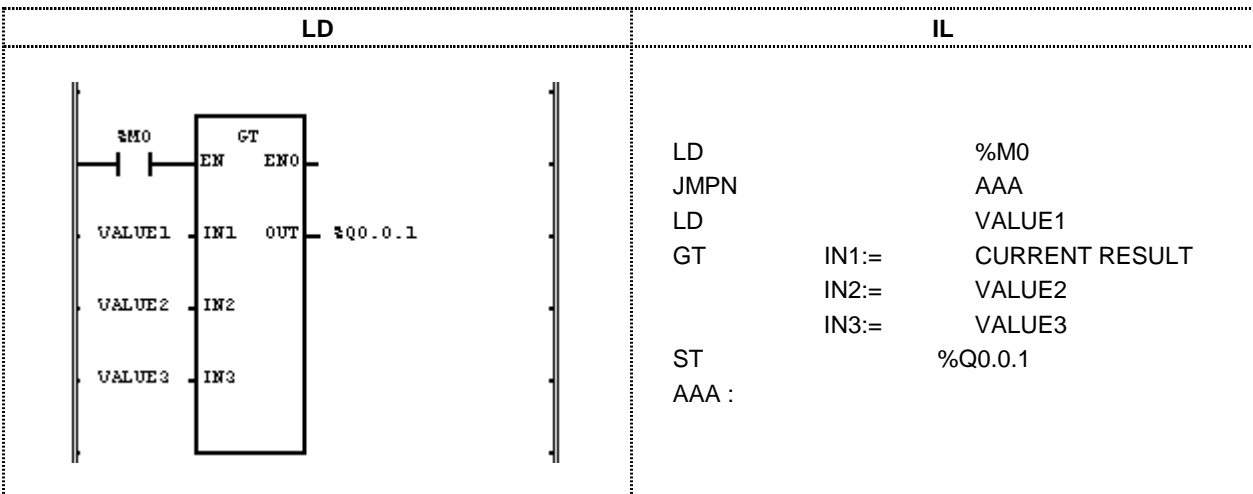 LD IL
%M0 GT
EN ENO
VALUE1 IN1 OUT %Q0.0.1
VALUE2 IN2
VALUE3 IN3
LD %M0
JMPN AAA
LD VALUE1
GT IN1:= CURRENT RESULT
IN2:= VALUE2
IN3:= VALUE3
ST %Q0.0.1
AAA :